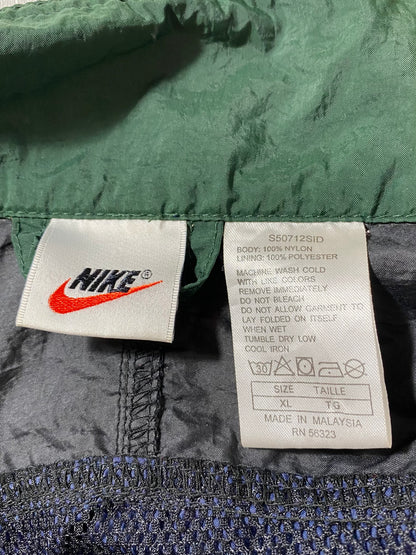 NIKE®
S50712SID
BODY: 100% NYLON
LINING: 100% POLYESTER
MACHINE WASH COLD
WITH LIKE COLORS
REMOVE IMMEDIATELY
DO NOT BLEACH
DO NOT ALLOW GARMENT TO
LAY FOLDED ON ITSELF
WHEN WET
TUMBLE DRY LOW
COOL IRON
30
SIZE TAILLE
XL TG
MADE IN MALAYSIA
RN 56323